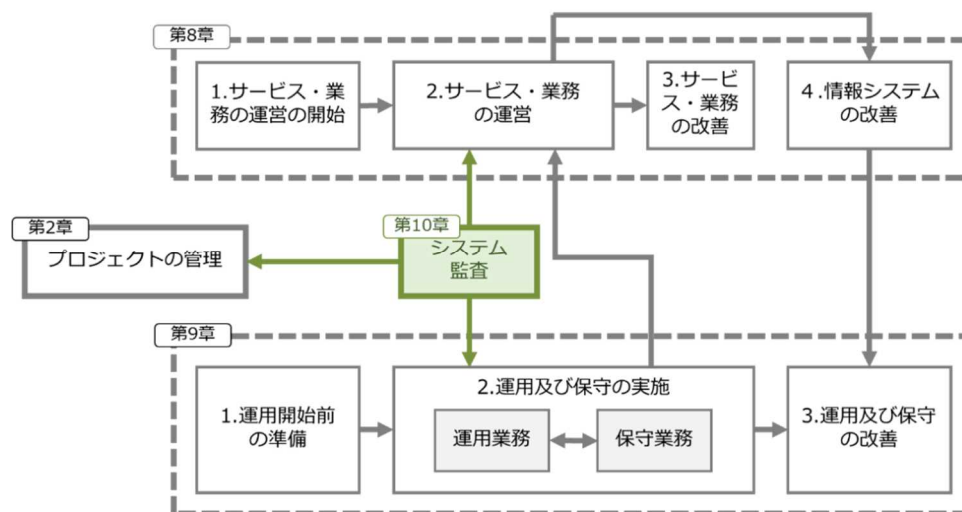 第8章
1.サービス・業
務の運営の開始
2.サービス・業務
の運営
3.サービ
ス・業務
の改善
４.情報システム
の改善
第2章
プロジェクトの管理
第10章
システム
監査
第9章
1.運用開始前
の準備
2.運用及び保守の実施
運用業務
保守業務
3.運用及び保守
の改善